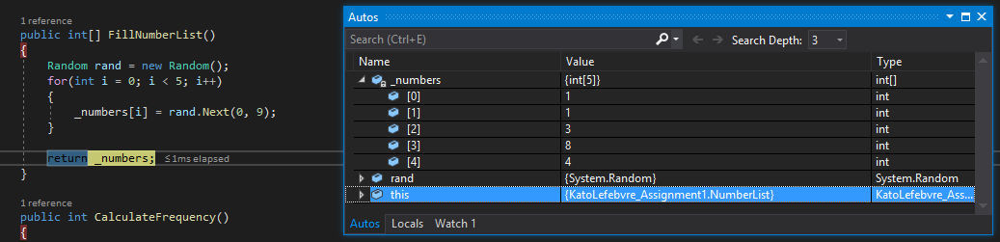 1 reference
public int[] FillNumberList()
{
Random rand = new Random();
for(int i = 0; i < 5; i++)
{
_numbers[i] = rand.Next(0, 9);
}
return _numbers; ≤1ms elapsed
}
1 reference
public int CalculateFrequency()
{
Autos
Search (Ctrl+E) Search Depth: 3
Name Value Type
_numbers {int[5]} int[]
[0] 1 int
[1] 1 int
[2] 3 int
[3] 8 int
[4] 4 int
rand {System.Random} System.Random
this {KatoLefebvre_Assignment1.NumberList} KatoLefebvre_Ass...
Autos Locals Watch 1